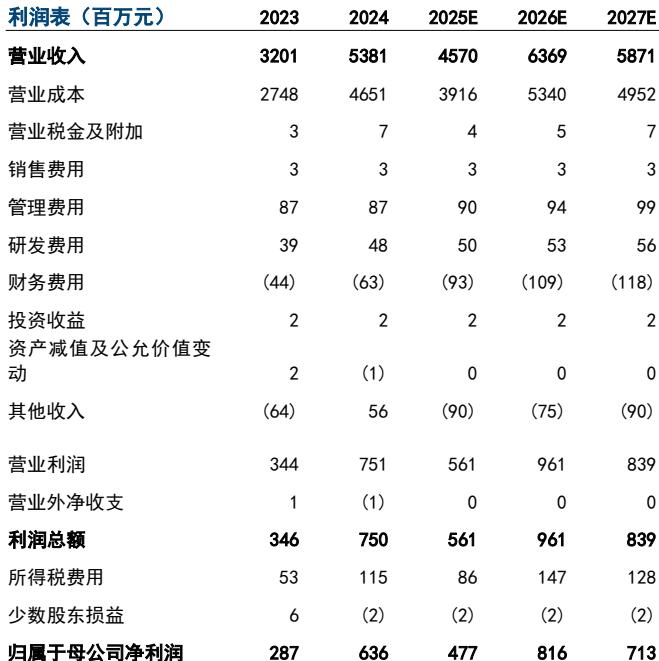 利润表（百万元） 2023 2024 2025E 2026E 2027E
营业收入 3201 5381 4570 6369 5871
营业成本 2748 4651 3916 5340 4952
营业税金及附加 3 7 4 5 7
销售费用 3 3 3 3 3
管理费用 87 87 90 94 99
研发费用 39 48 50 53 56
财务费用 (44) (63) (93) (109) (118)
投资收益 2 2 2 2 2
资产减值及公允价值变
动 2 (1) 0 0 0
其他收入 (64) 56 (90) (75) (90)
营业利润 344 751 561 961 839
营业外净收支 1 (1) 0 0 0
利润总额 346 750 561 961 839
所得税费用 53 115 86 147 128
少数股东损益 6 (2) (2) (2) (2)
归属于母公司净利润 287 636 477 816 713